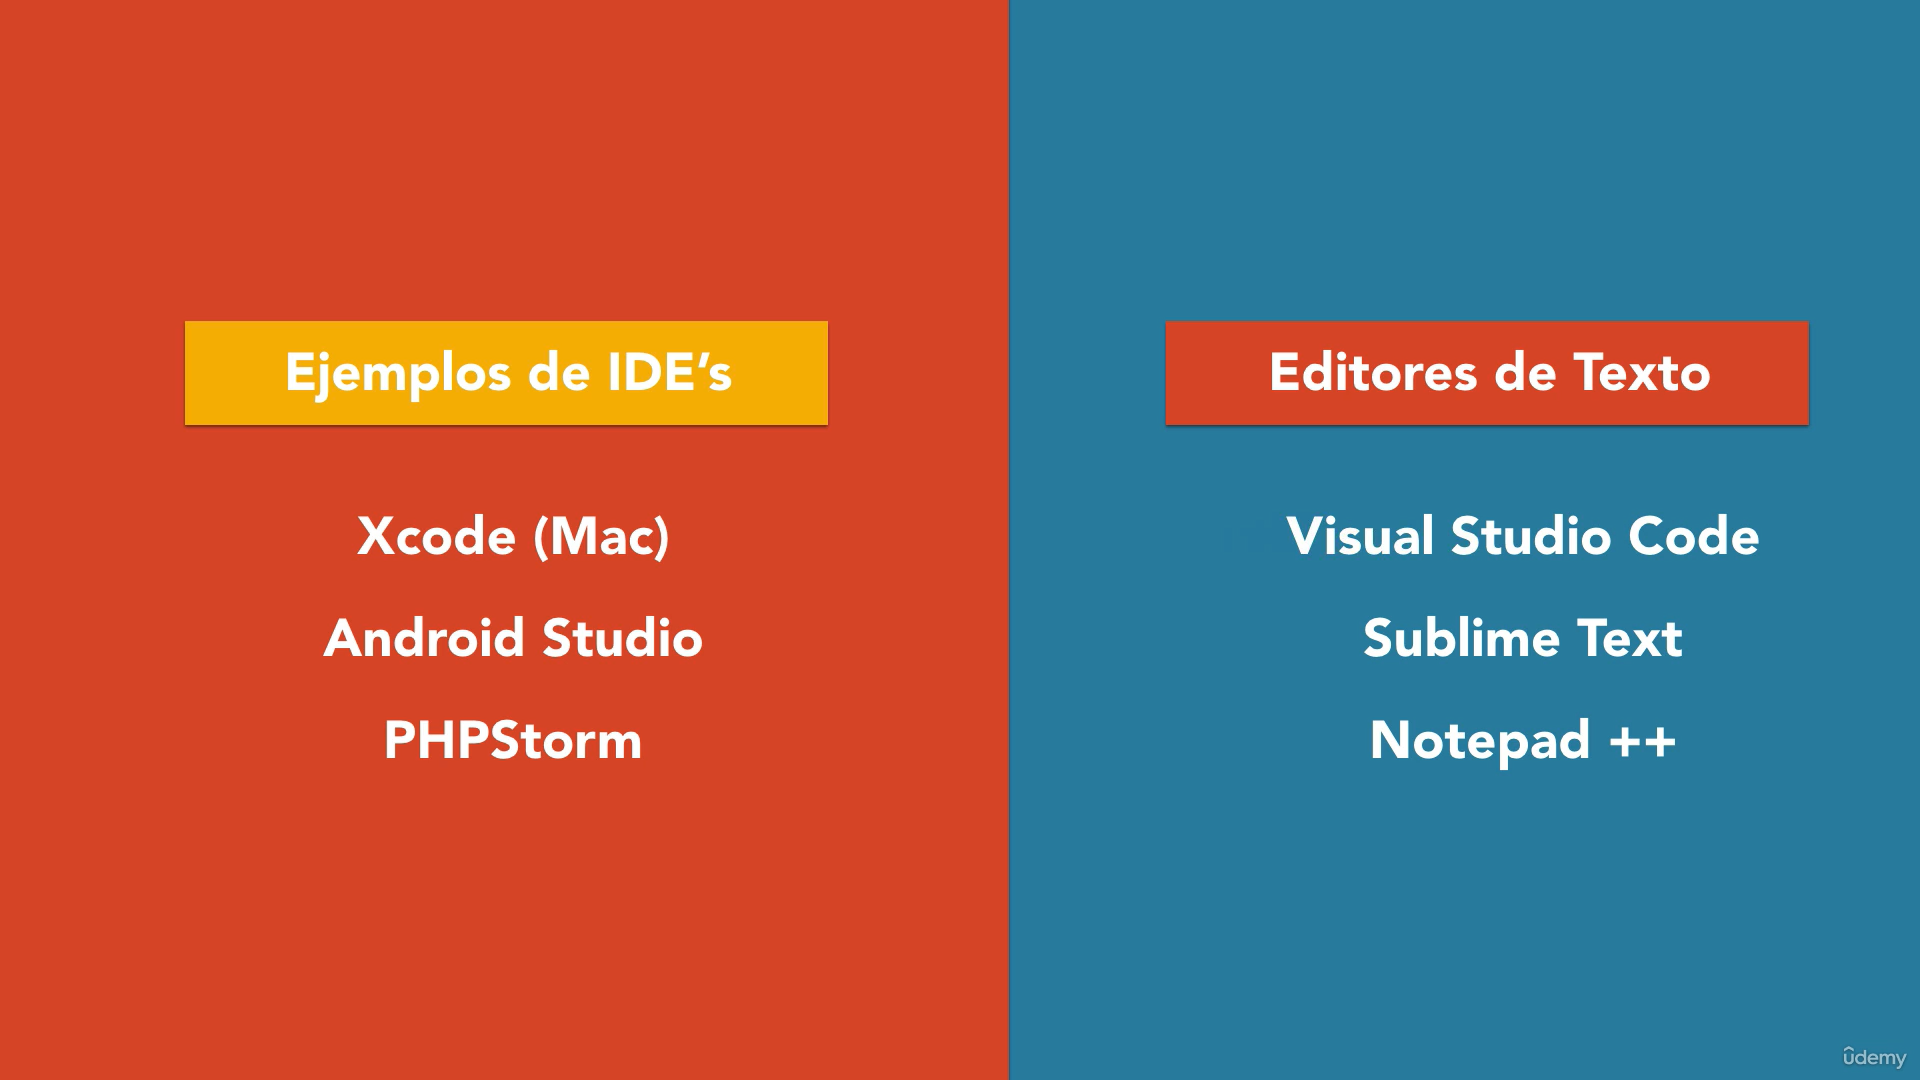 Ejemplos de IDE’s
Xcode (Mac)
Android Studio
PHPStorm
Editores de Texto
Visual Studio Code
Sublime Text
Notepad ++
ûdemy